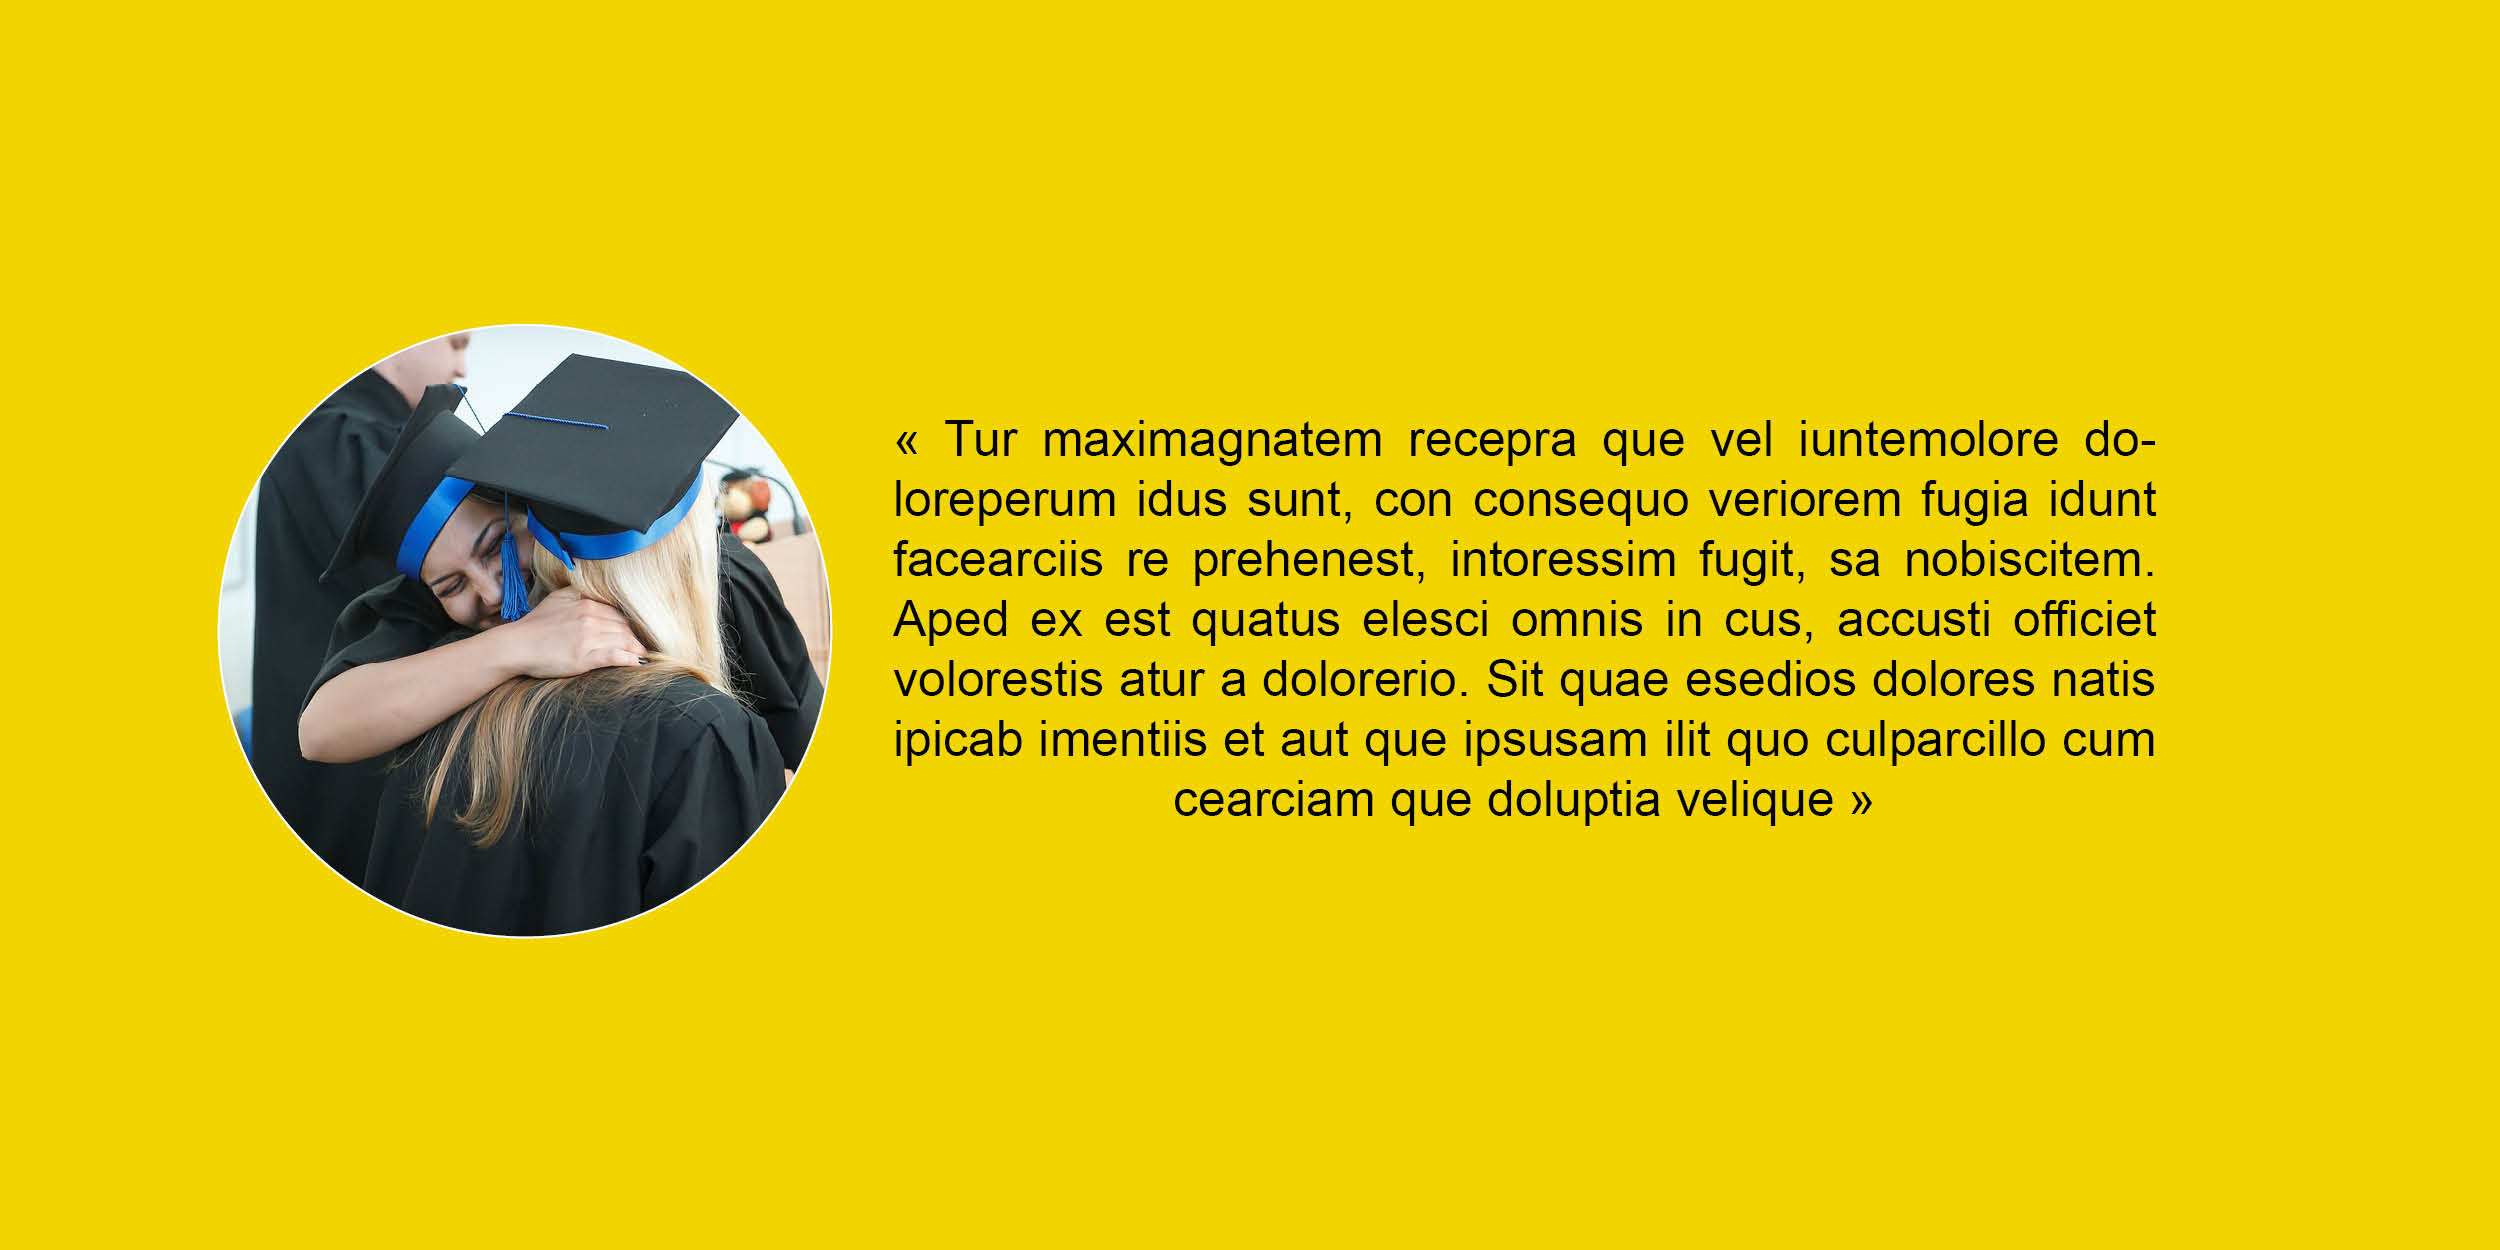 « Tur maximagnatem recepra que vel iuntemolore do-
loreperum idus sunt, con consequo veriorem fugia idunt
facearciis re prehenest, intoressim fugit, sa nobiscitem.
Aped ex est quatus elesci omnis in cus, accusti officiet
volorestis atur a dolorerio. Sit quae esedios dolores natis
ipicab imentiis et aut que ipsusam ilit quo culparcillo cum
cearciam que doluptia velique »